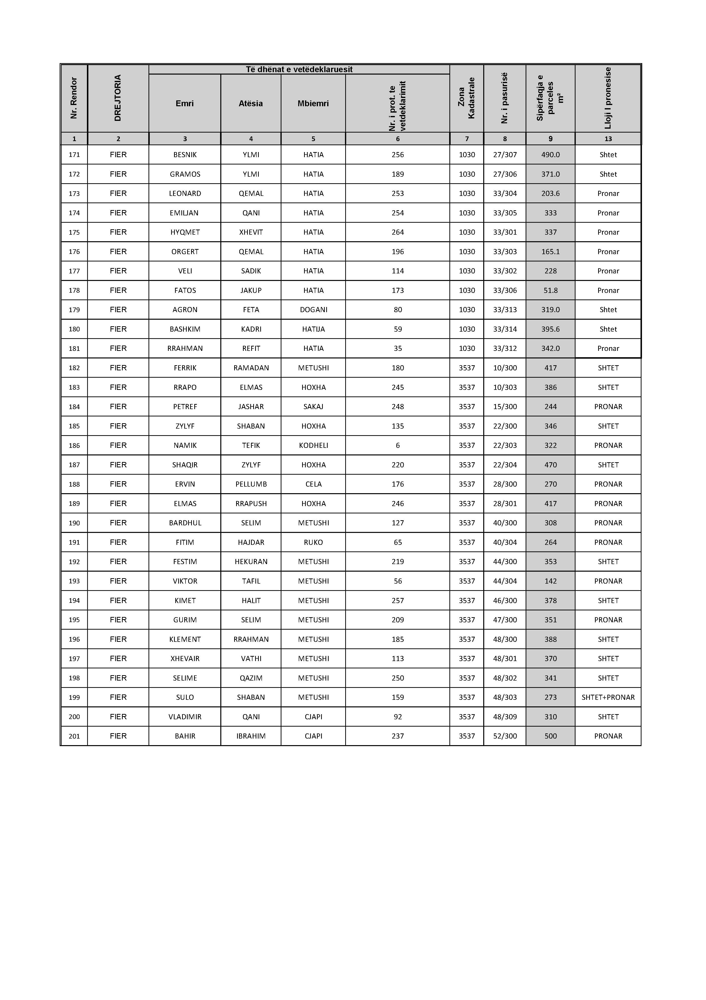 Nr. Rendor DREJTORIA Të dhënat e vetëdeklaruesit Zona Kadastrale Nr. i pasurisë Sipërfaqja e parceles m² Lloji I pronesise
Emri Atësia Mbiemri Nr. i prot. te vetdeklarimit
1 2 3 4 5 6 7 8 9 13
171 FIER BESNIK YLMI HATIA 256 1030 27/307 490.0 Shtet
172 FIER GRAMOS YLMI HATIA 189 1030 27/306 371.0 Shtet
173 FIER LEONARD QEMAL HATIA 253 1030 33/304 203.6 Pronar
174 FIER EMILJAN QANI HATIA 254 1030 33/305 333 Pronar
175 FIER HYQMET XHEVIT HATIA 264 1030 33/301 337 Pronar
176 FIER ORGERT QEMAL HATIA 196 1030 33/303 165.1 Pronar
177 FIER VELI SADIK HATIA 114 1030 33/302 228 Pronar
178 FIER FATOS JAKUP HATIA 173 1030 33/306 51.8 Pronar
179 FIER AGRON FETA DOGANI 80 1030 33/313 319.0 Shtet
180 FIER BASHKIM KADRI HATIJA 59 1030 33/314 395.6 Shtet
181 FIER RRAHMAN REFIT HATIA 35 1030 33/312 342.0 Pronar
182 FIER FERRIK RAMADAN METUSHI 180 3537 10/300 417 SHTET
183 FIER RRAPO ELMAS HOXHA 245 3537 10/303 386 SHTET
184 FIER PETREF JASHAR SAKAJ 248 3537 15/300 244 PRONAR
185 FIER ZYLYF SHABAN HOXHA 135 3537 22/300 346 SHTET
186 FIER NAMIK TEFIK KODHELI 6 3537 22/303 322 PRONAR
187 FIER SHAQIR ZYLYF HOXHA 220 3537 22/304 470 SHTET
188 FIER ERVIN PELLUMB CELA 176 3537 28/300 270 PRONAR
189 FIER ELMAS RRAPUSH HOXHA 246 3537 28/301 417 PRONAR
190 FIER BARDHUL SELIM METUSHI 127 3537 40/300 308 PRONAR
191 FIER FITIM HAJDAR RUKO 65 3537 40/304 264 PRONAR
192 FIER FESTIM HEKURAN METUSHI 219 3537 44/300 353 SHTET
193 FIER VIKTOR TAFIL METUSHI 56 3537 44/304 142 PRONAR
194 FIER KIMET HALIT METUSHI 257 3537 46/300 378 SHTET
195 FIER GURIM SELIM METUSHI 209 3537 47/300 351 PRONAR
196 FIER KLEMENT RRAHMAN METUSHI 185 3537 48/300 388 SHTET
197 FIER XHEVAIR VATHI METUSHI 113 3537 48/301 370 SHTET
198 FIER SELIME QAZIM METUSHI 250 3537 48/302 341 SHTET
199 FIER SULO SHABAN METUSHI 159 3537 48/303 273 SHTET+PRONAR
200 FIER VLADIMIR QANI CJAPI 92 3537 48/309 310 SHTET
201 FIER BAHIR IBRAHIM CJAPI 237 3537 52/300 500 PRONAR